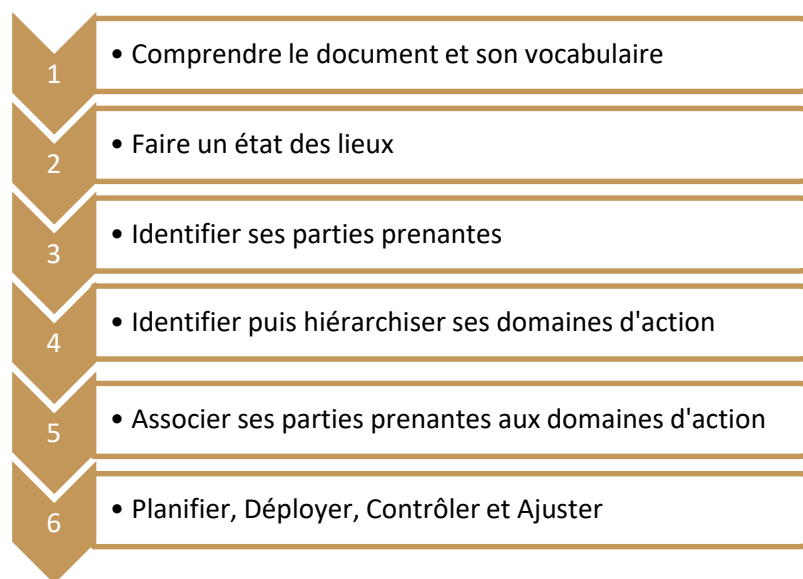 1
• Comprendre le document et son vocabulaire
2
• Faire un état des lieux
3
• Identifier ses parties prenantes
4
• Identifier puis hiérarchiser ses domaines d'action
5
• Associer ses parties prenantes aux domaines d'action
6
• Planifier, Déployer, Contrôler et Ajuster